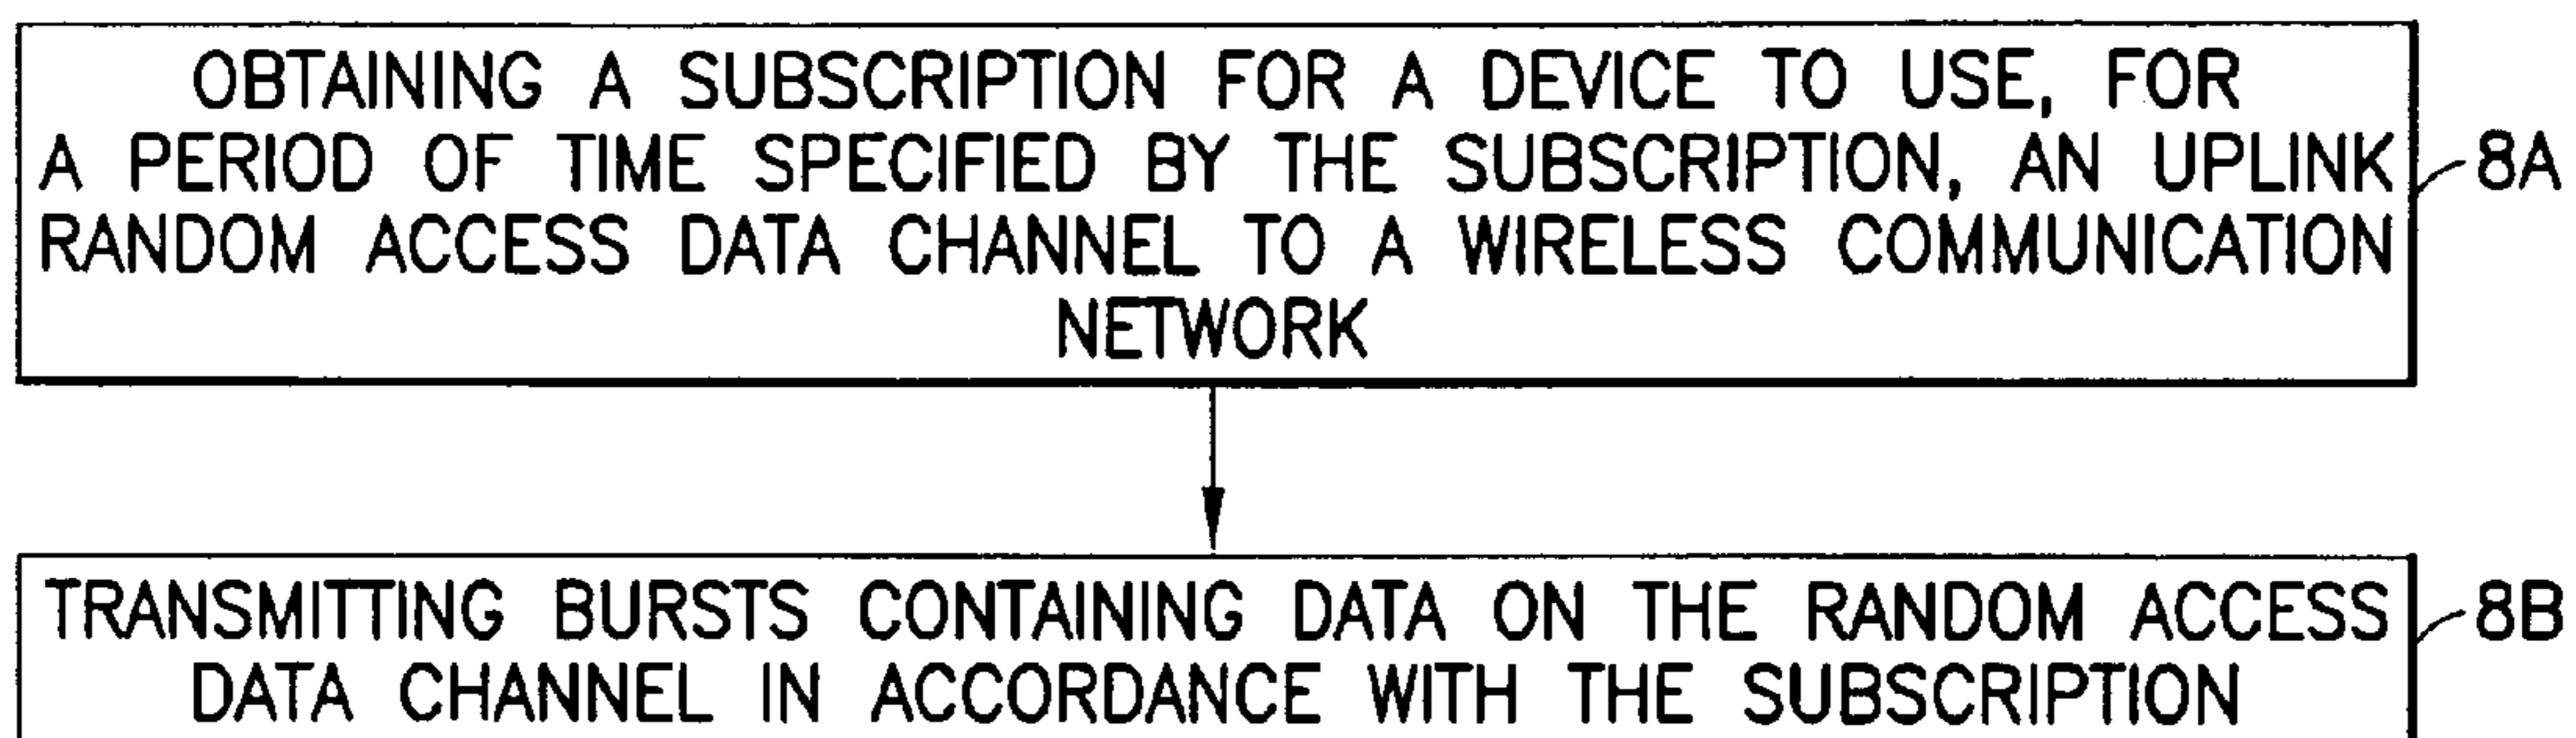 OBTAINING A SUBSCRIPTION FOR A DEVICE TO USE, FOR
A PERIOD OF TIME SPECIFIED BY THE SUBSCRIPTION, AN UPLINK
RANDOM ACCESS DATA CHANNEL TO A WIRELESS COMMUNICATION
NETWORK
8A
TRANSMITTING BURSTS CONTAINING DATA ON THE RANDOM ACCESS
DATA CHANNEL IN ACCORDANCE WITH THE SUBSCRIPTION
8B